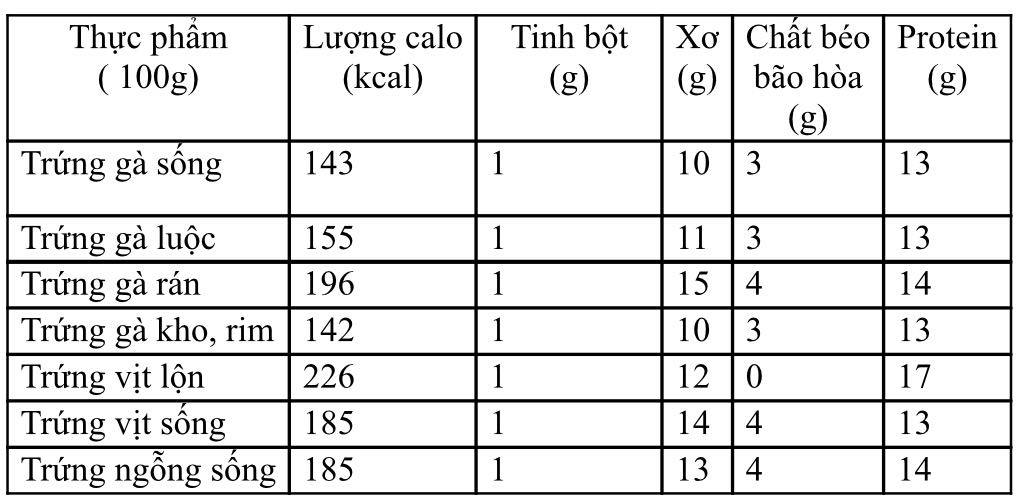 Thực phẩm ( 100g) Lượng calo (kcal) Tinh bột (g) Xơ (g) Chất béo bão hòa (g) Protein (g)
Trứng gà sống 143 1 10 3 13
Trứng gà luộc 155 1 11 3 13
Trứng gà rán 196 1 15 4 14
Trứng gà kho, rim 142 1 10 3 13
Trứng vịt lộn 226 1 12 0 17
Trứng vịt sống 185 1 14 4 13
Trứng ngỗng sống 185 1 13 4 14